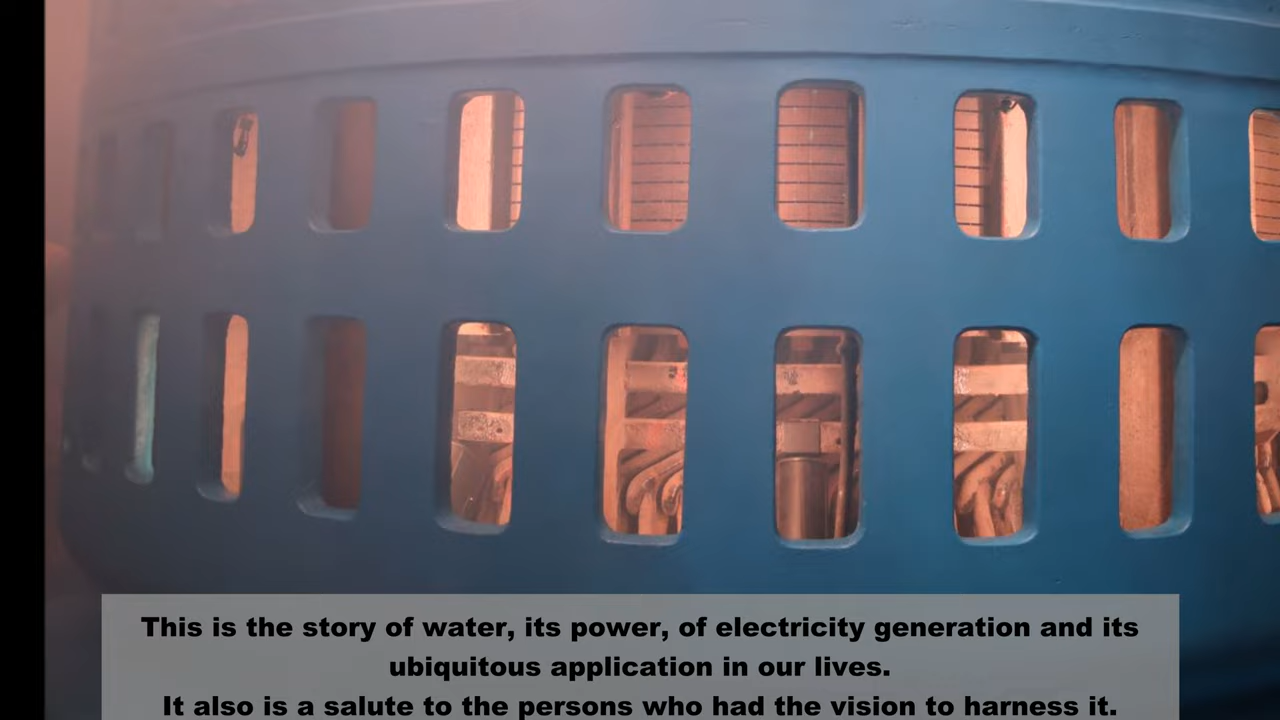 This is the story of water, its power, of electricity generation and its
ubiquitous application in our lives.
It also is a salute to the persons who had the vision to harness it.